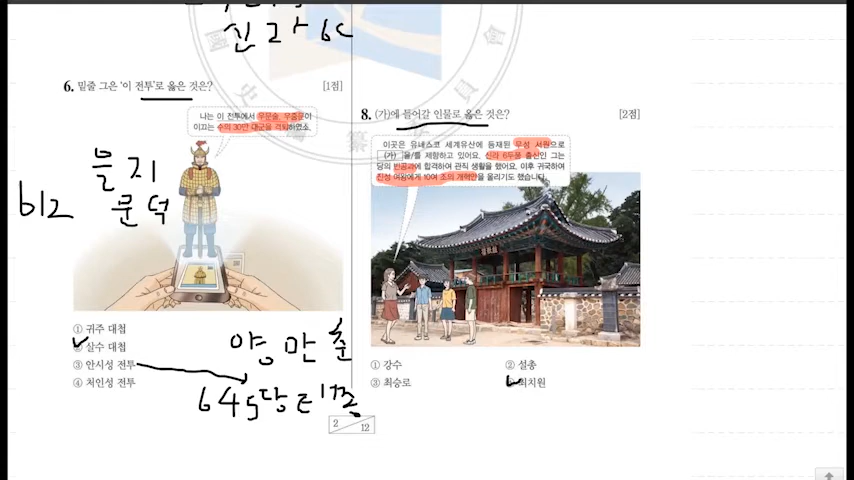 신라 6C
6. 밑줄 그은 '이 전투'로 옳은 것은? [1점]
나는 이 전투에서 우문술, 우중문이
이끄는 수의 30만 대군을 격퇴하였소.
을지
문덕
612
① 귀주 대첩
② 살수 대첩
③ 안시성 전투
④ 처인성 전투
양만춘
645 당 태종
8. (가)에 들어갈 인물로 옳은 것은? [2점]
이곳은 유네스코 세계유산에 등재된 무성 서원으로
(가) 을/를 제향하고 있어요. 신라 6두품 출신인 그는
당의 빈공과에 합격하여 관직 생활을 했어요. 이후 귀국하여
진성 여왕에게 10여 조의 개혁안을 올리기도 했습니다.
① 강수
② 설총
③ 최승로
최치원
2
12